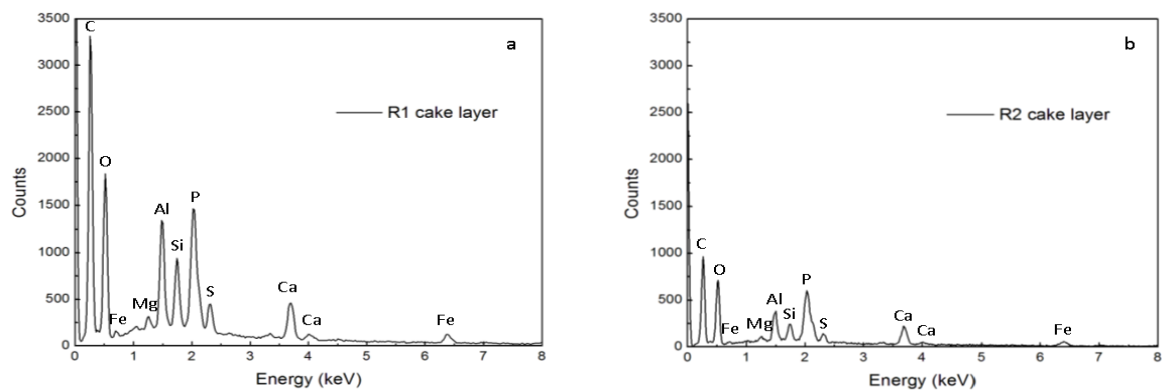 3500
3000
2500
2000
1500
1000
500
0
Counts
C
O
Fe
Mg
Al
Si
P
S
Ca
Ca
Fe
a
R1 cake layer
0 1 2 3 4 5 6 7 8
Energy (keV)
3500
3000
2500
2000
1500
1000
500
0
Counts
C
O
Fe
Mg
Al
Si
P
S
Ca
Ca
Fe
b
R2 cake layer
0 1 2 3 4 5 6 7 8
Energy (keV)